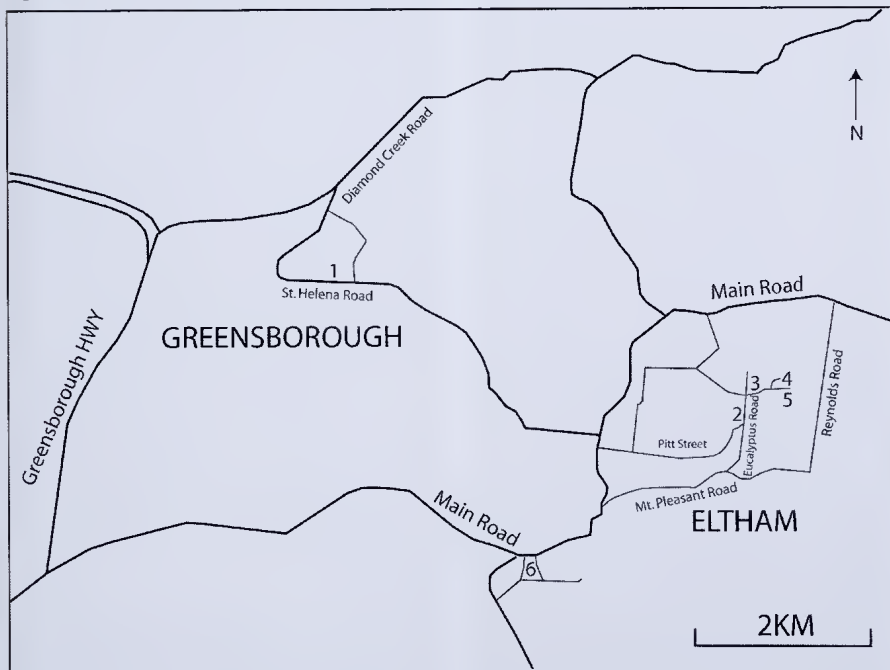 N
Diamond Creek Road
1
St. Helena Road
GREENSBOROUGH
Greensborough HWY
Main Road
3
4
5
2
Eucalyptus Road
Reynolds Road
Pitt Street
Mt. Pleasant Road
ELTHAM
Main Road
6
2KM